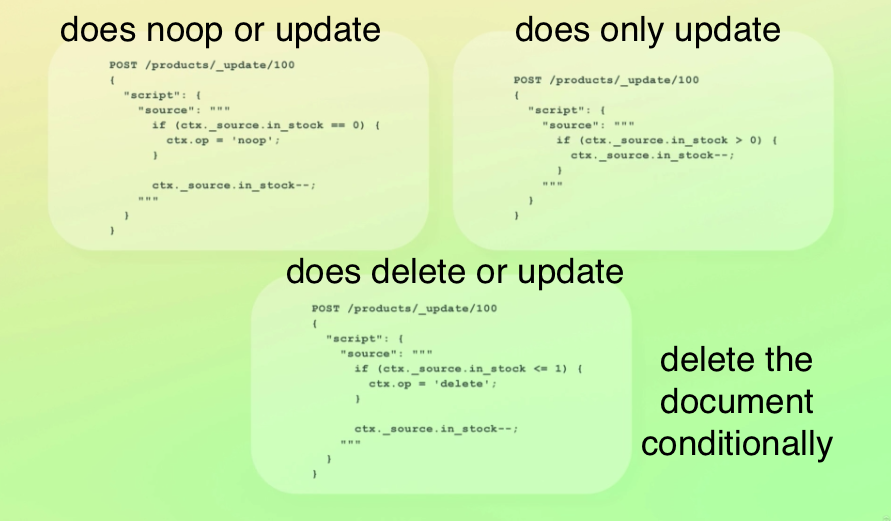 does noop or update
POST /products/_update/100
{
  "script": {
    "source": """
      if (ctx._source.in_stock == 0) {
        ctx.op = 'noop';
      }

      ctx._source.in_stock--;
    """
  }
}
does only update
POST /products/_update/100
{
  "script": {
    "source": """
      if (ctx._source.in_stock > 0) {
        ctx._source.in_stock--;
      }
    """
  }
}
does delete or update
POST /products/_update/100
{
  "script": {
    "source": """
      if (ctx._source.in_stock <= 1) {
        ctx.op = 'delete';
      }

      ctx._source.in_stock--;
    """
  }
}
delete the
document
conditionally